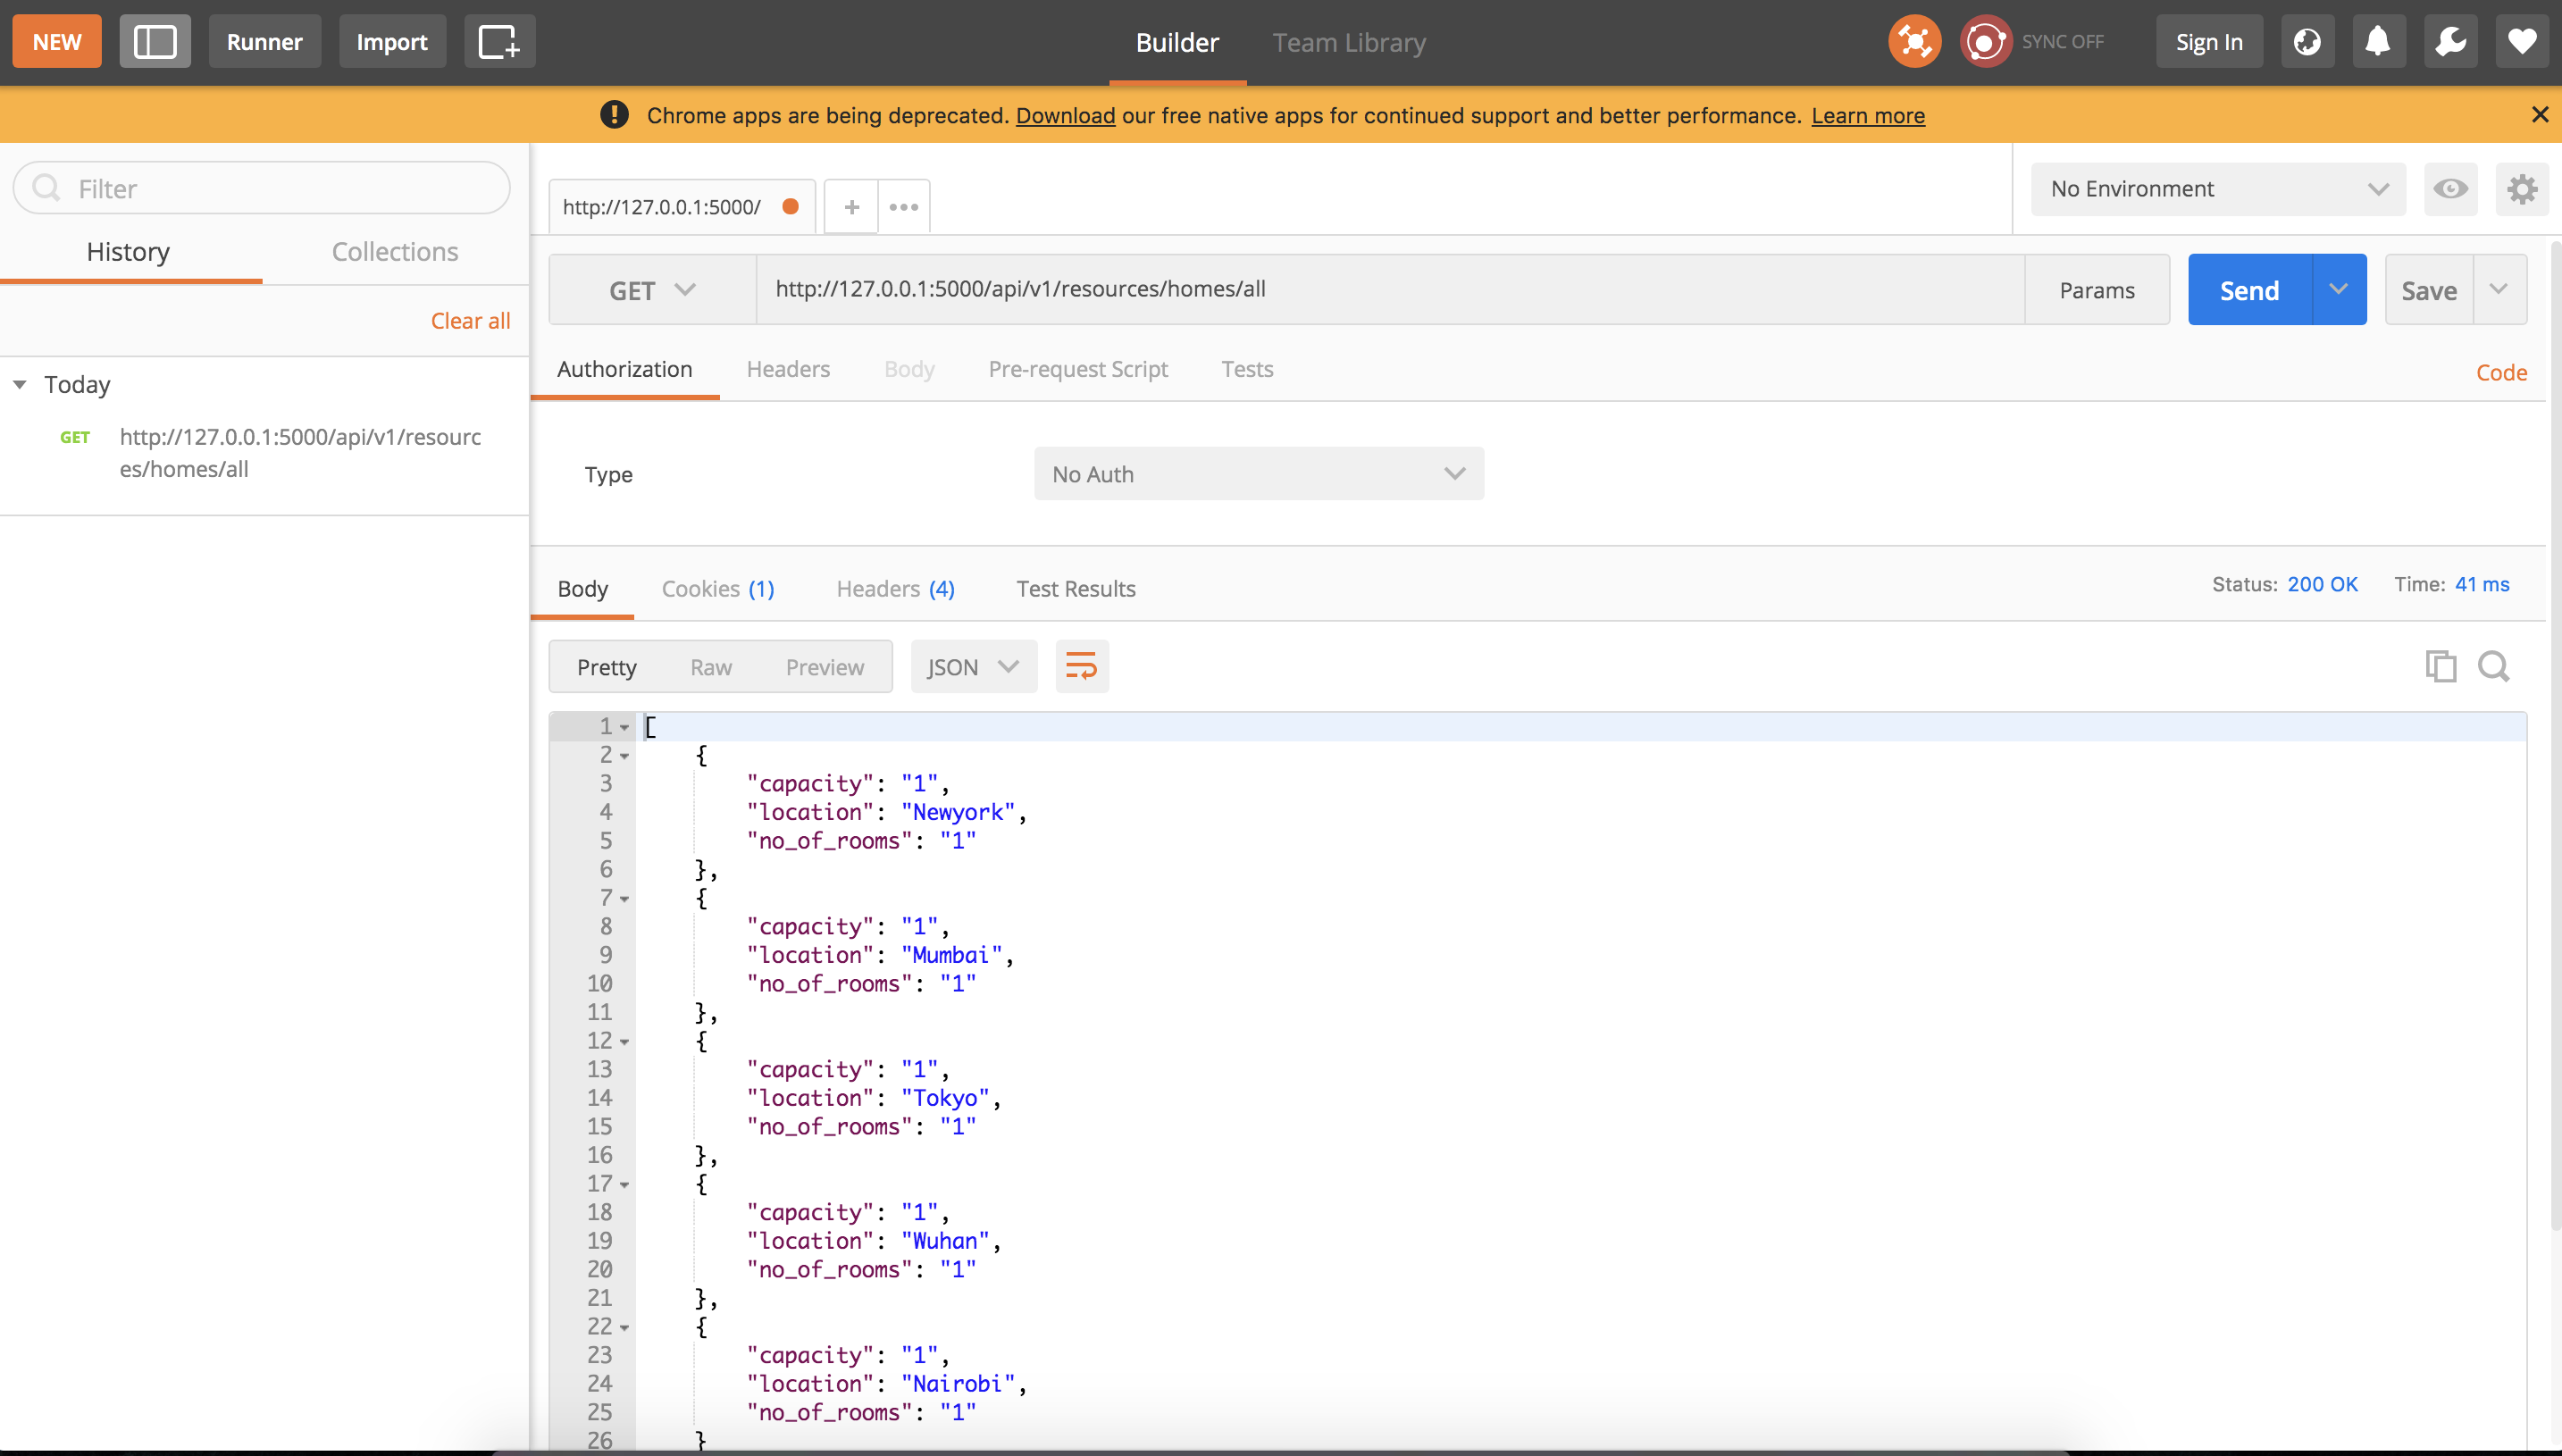 NEW Runner Import Builder Team Library SYNC OFF Sign In
! Chrome apps are being deprecated. Download our free native apps for continued support and better performance. Learn more
Filter
History Collections
Clear all
Today
GET http://127.0.0.1:5000/api/v1/resourc
es/homes/all
http://127.0.0.1:5000/ + •••
No Environment
GET http://127.0.0.1:5000/api/v1/resources/homes/all Params Send Save
Authorization Headers Body Pre-request Script Tests Code
Type No Auth
Body Cookies (1) Headers (4) Test Results Status: 200 OK Time: 41 ms
Pretty Raw Preview JSON
1 [
2 {
3 "capacity": "1",
4 "location": "Newyork",
5 "no_of_rooms": "1"
6 },
7 {
8 "capacity": "1",
9 "location": "Mumbai",
10 "no_of_rooms": "1"
11 },
12 {
13 "capacity": "1",
14 "location": "Tokyo",
15 "no_of_rooms": "1"
16 },
17 {
18 "capacity": "1",
19 "location": "Wuhan",
20 "no_of_rooms": "1"
21 },
22 {
23 "capacity": "1",
24 "location": "Nairobi",
25 "no_of_rooms": "1"
26 }